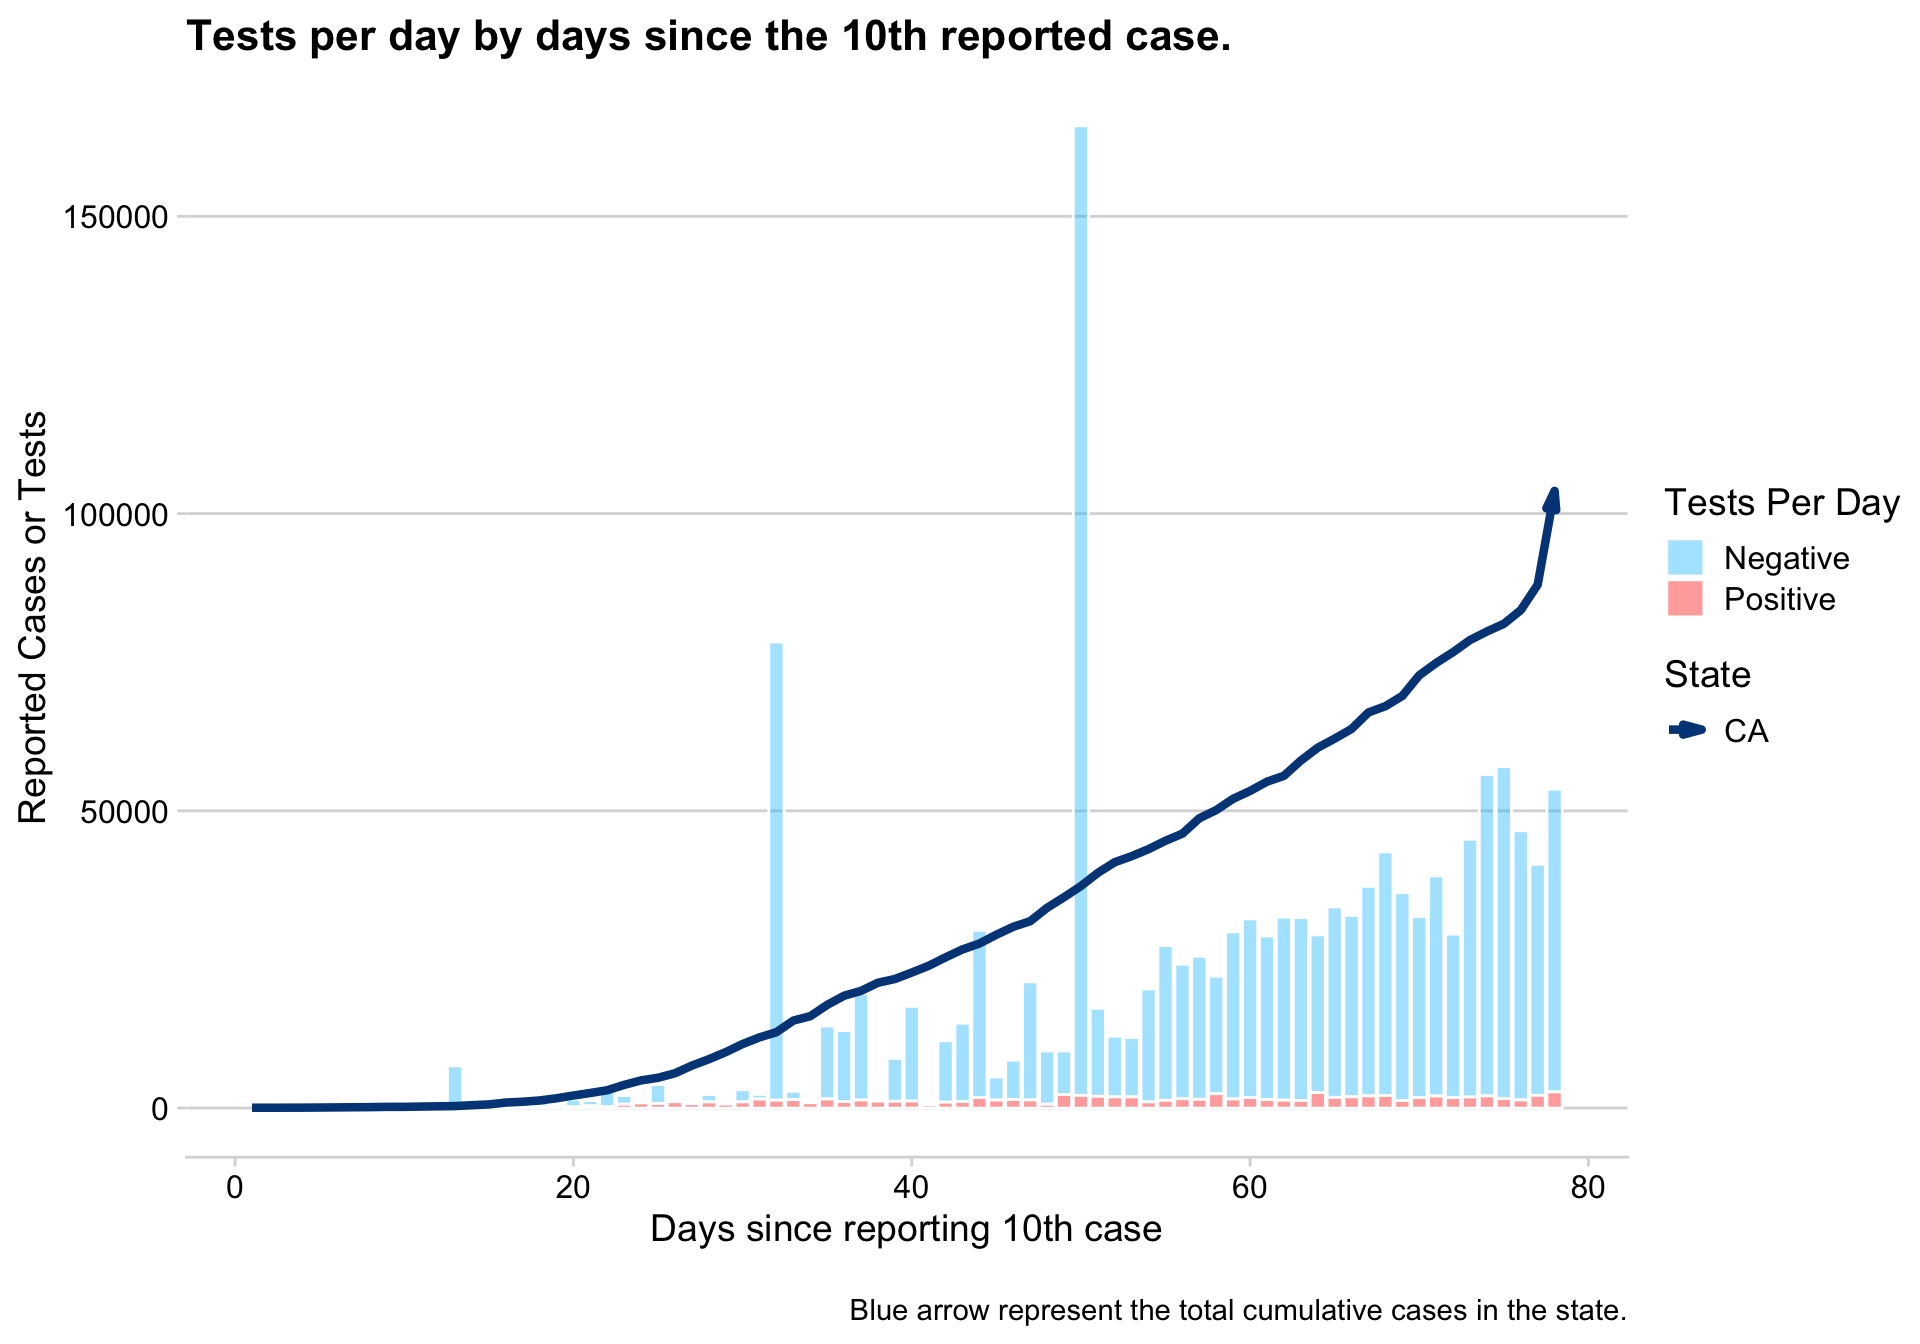 Tests per day by days since the 10th reported case.
150000
100000
50000
0
Reported Cases or Tests
0 20 40 60 80
Days since reporting 10th case
Tests Per Day
Negative
Positive
State
CA
Blue arrow represent the total cumulative cases in the state.